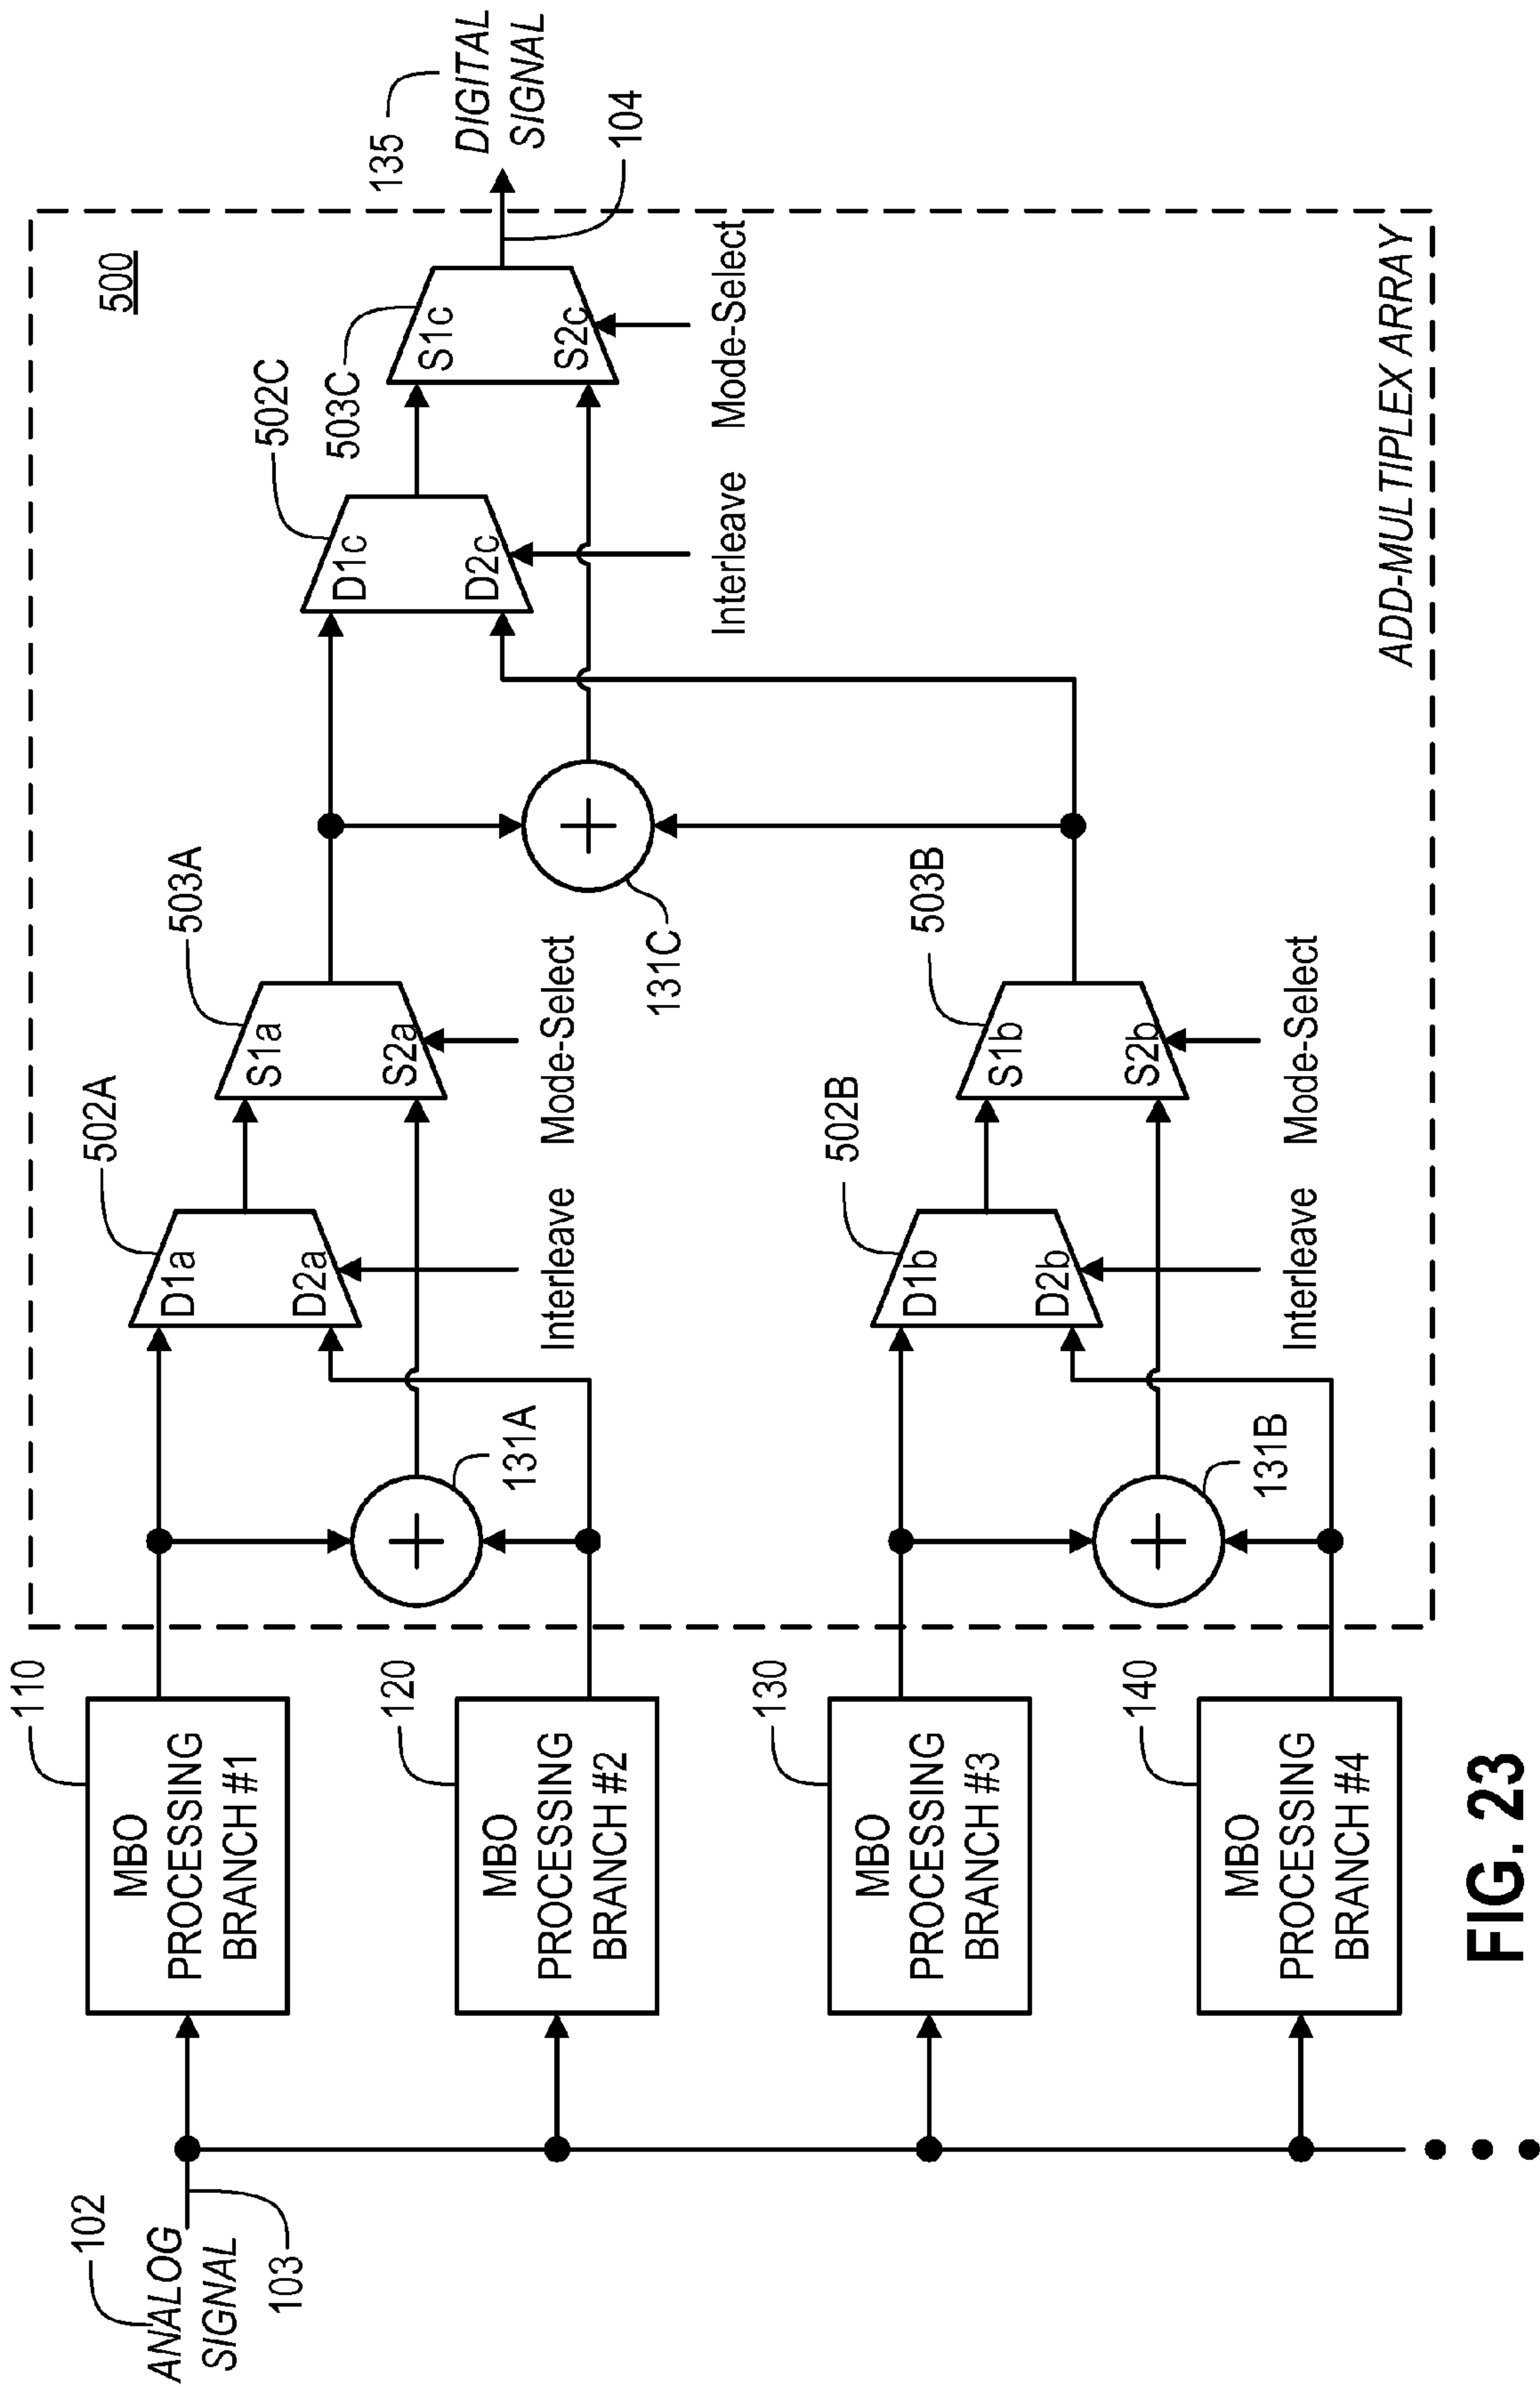 102
ANALOG
SIGNAL
103
110
MBO
PROCESSING
BRANCH #1
120
MBO
PROCESSING
BRANCH #2
130
MBO
PROCESSING
BRANCH #3
140
MBO
PROCESSING
BRANCH #4
500
131A
502A
D1a
D2a
Interleave
503A
S1a
S2a
Mode-Select
131B
502B
D1b
D2b
Interleave
503B
S1b
S2b
Mode-Select
131C
502C
D1c
D2c
Interleave
503C
S1c
S2c
Mode-Select
ADD-MULTIPLEX ARRAY
135
DIGITAL
SIGNAL
104
FIG. 23